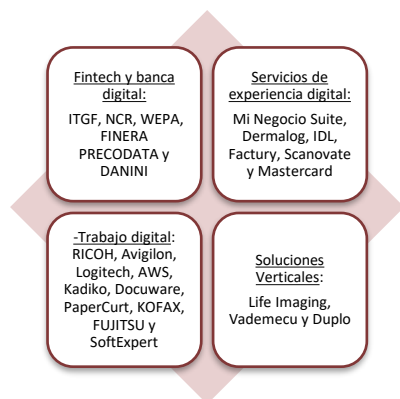 Fintech y banca
digital:
ITGF, NCR, WEPA,
FINERA
PRECODATA y
DANINI
Servicios de
experiencia digital:
Mi Negocio Suite,
Dermalog, IDL,
Factury, Scanovate
y Mastercard
-Trabajo digital:
RICOH, Avigilon,
Logitech, AWS,
Kadiko, Docuware,
PaperCurt, KOFAX,
FUJITSU y
SoftExpert
Soluciones
Verticales:
Life Imaging,
Vademecu y Duplo